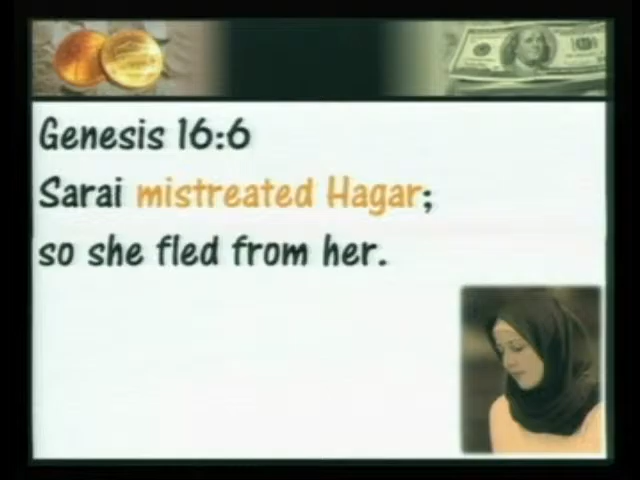 Genesis 16:6
Sarai mistreated Hagar;
so she fled from her.